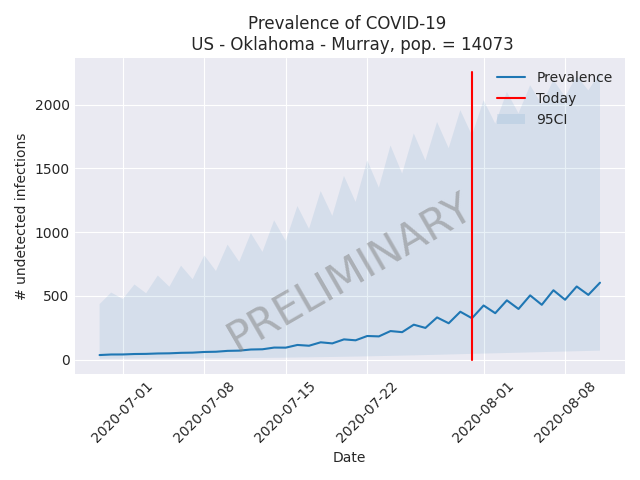 Prevalence of COVID-19
US - Oklahoma - Murray, pop. = 14073
Prevalence
Today
95CI
# undetected infections
2000
1500
1000
500
0
PRELIMINARY
2020-07-01
2020-07-08
2020-07-15
2020-07-22
2020-08-01
2020-08-08
Date